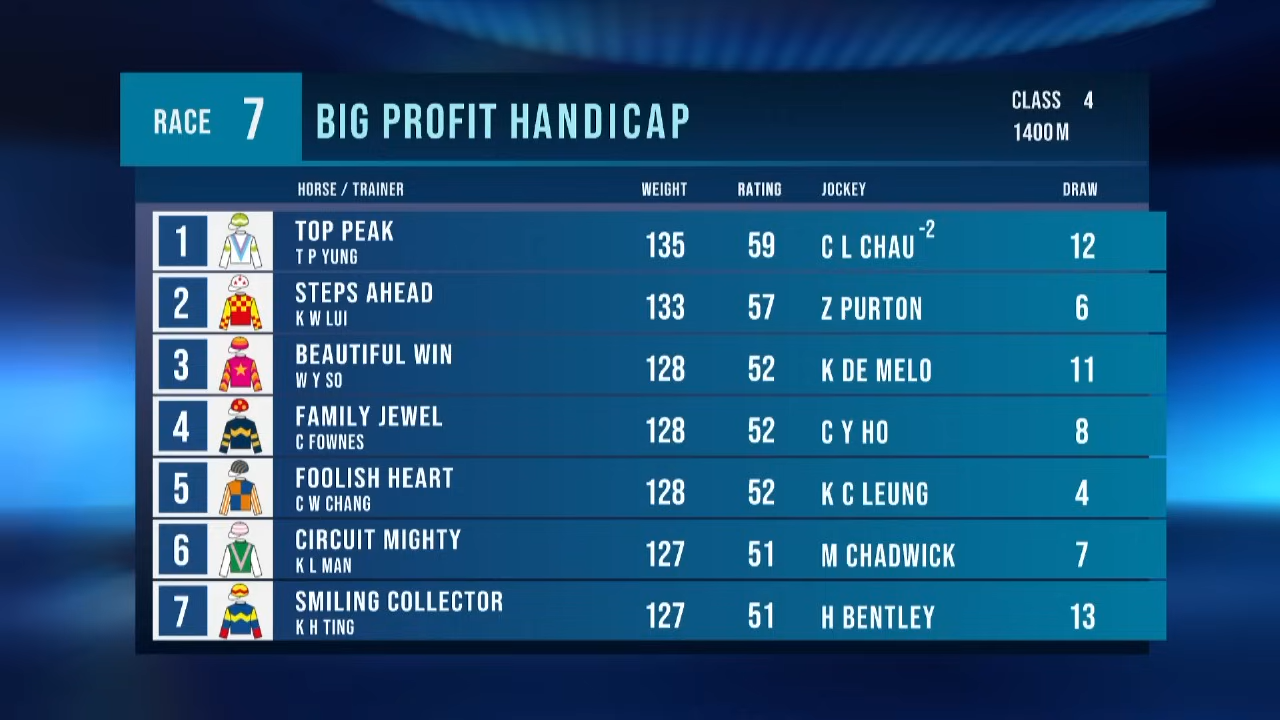 RACE 7 BIG PROFIT HANDICAP CLASS 4
1400M
HORSE / TRAINER WEIGHT RATING JOCKEY DRAW
1 TOP PEAK 135 59 C L CHAU -2 12
T P YUNG
2 STEPS AHEAD 133 57 Z PURTON 6
K W LUI
3 BEAUTIFUL WIN 128 52 K DE MELO 11
W Y SO
4 FAMILY JEWEL 128 52 C Y HO 8
C FOWNES
5 FOOLISH HEART 128 52 K C LEUNG 4
C W CHANG
6 CIRCUIT MIGHTY 127 51 M CHADWICK 7
K L MAN
7 SMILING COLLECTOR 127 51 H BENTLEY 13
K H TING